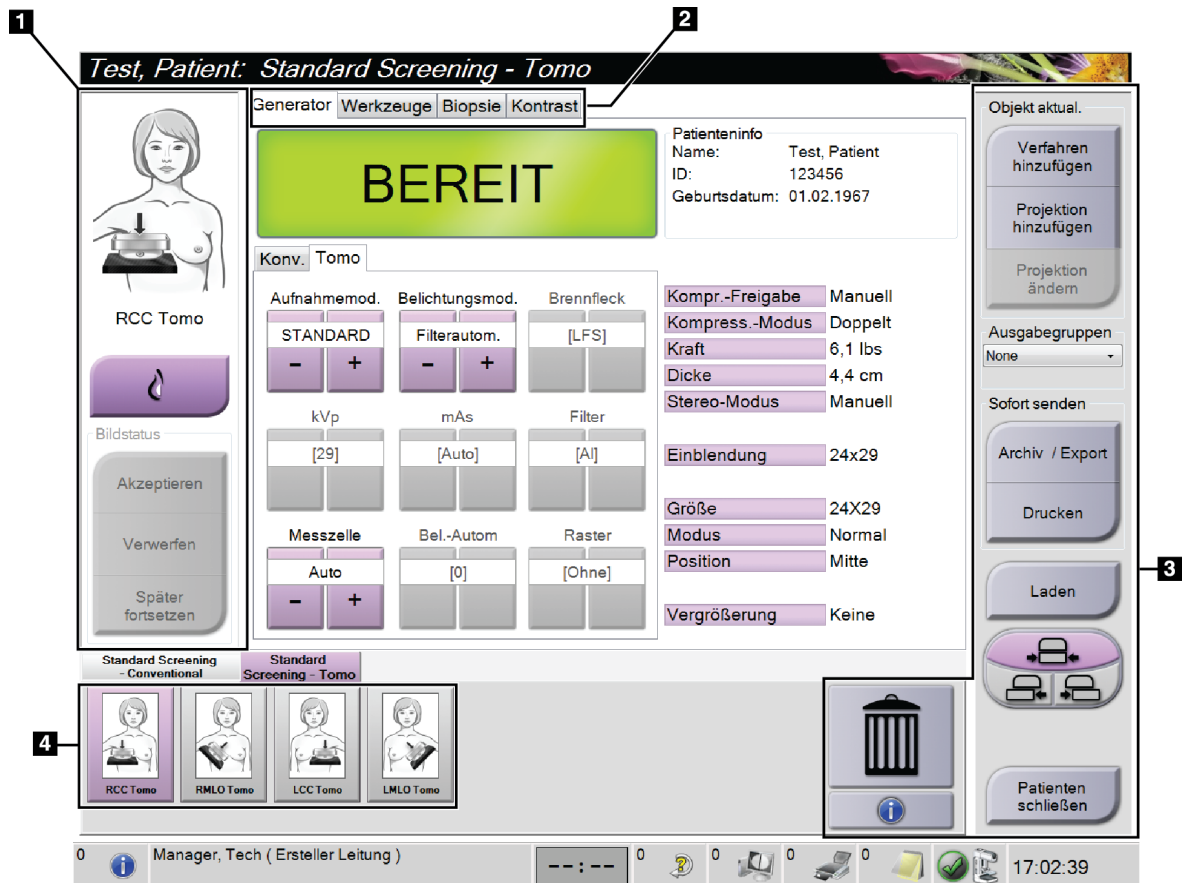 1
2
Test, Patient: Standard Screening - Tomo
Generator Werkzeuge Biopsie Kontrast
BEREIT
Patienteninfo
Name: Test, Patient
ID: 123456
Geburtsdatum: 01.02.1967
RCC Tomo
Bildstatus
Akzeptieren
Verwerfen
Später
fortsetzen
Konv. Tomo
Aufnahmemod. Belichtungsmod. Brennfleck
STANDARD Filterautom. [LFS]
- + - +
kVp mAs Filter
[29] [Auto] [Al]
Messzelle Bel.-Autom Raster
Auto [0] [Ohne]
- +
Kompr.-Freigabe Manuell
Kompress.-Modus Doppelt
Kraft 6,1 lbs
Dicke 4,4 cm
Stereo-Modus Manuell
Einblendung 24x29
Größe 24X29
Modus Normal
Position Mitte
Vergrößerung Keine
Objekt aktual.
Verfahren
hinzufügen
Projektion
hinzufügen
Projektion
ändern
Ausgabegruppen
None
Sofort senden
Archiv / Export
Drucken
3
Laden
Patienten
schließen
Standard Screening
- Conventional
Standard
Screening - Tomo
4
RCC Tomo RMLO Tomo LCC Tomo LMLO Tomo
0 Manager, Tech ( Ersteller Leitung ) --:-- 0 0 0 0 17:02:39